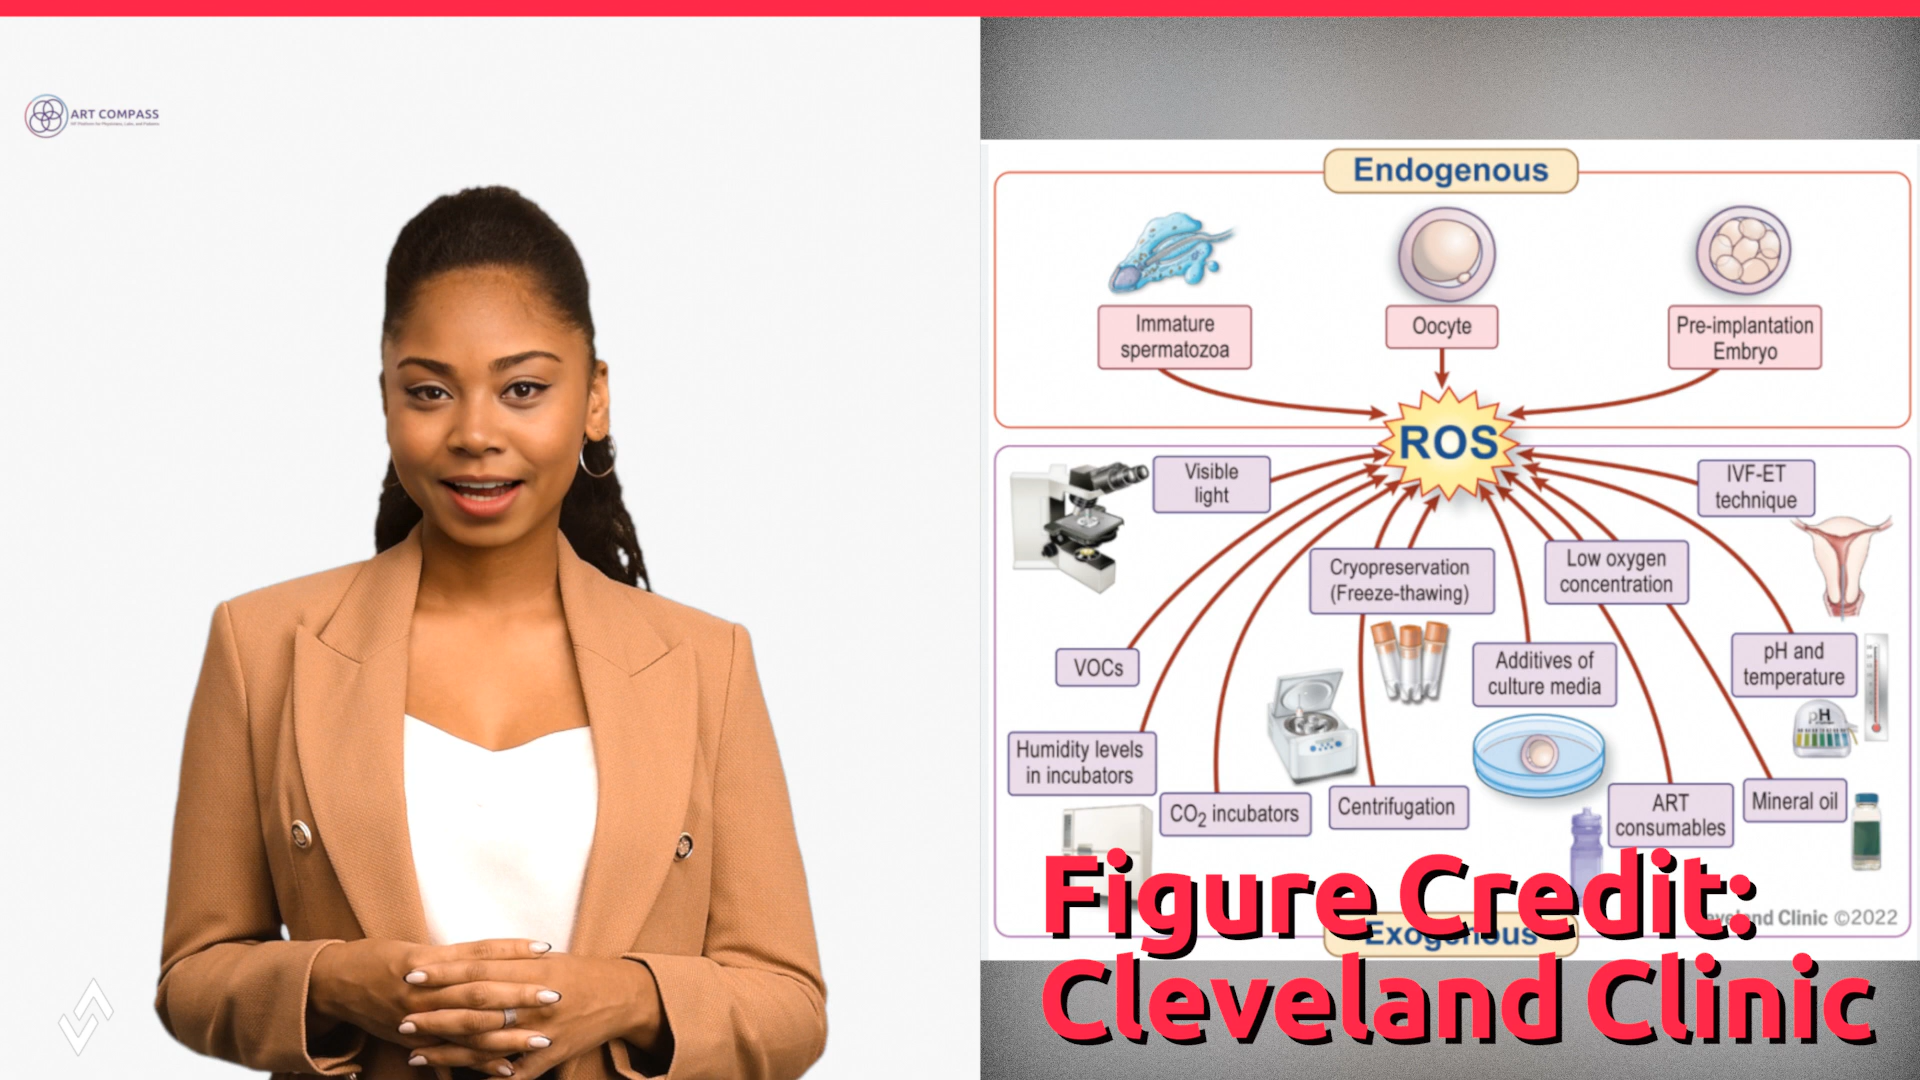 ART COMPASS
Endogenous
Immature
spermatozoa
Oocyte
Pre-implantation
Embryo
ROS
Visible
light
IVF-ET
technique
Cryopreservation
(Freeze-thawing)
Low oxygen
concentration
VOCs
Additives of
culture media
pH and
temperature
pH
Humidity levels
in incubators
CO2 incubators
Centrifugation
ART
consumables
Mineral oil
Figure Credit:
Cleveland Clinic
Cleveland Clinic ©2022
Exogenous